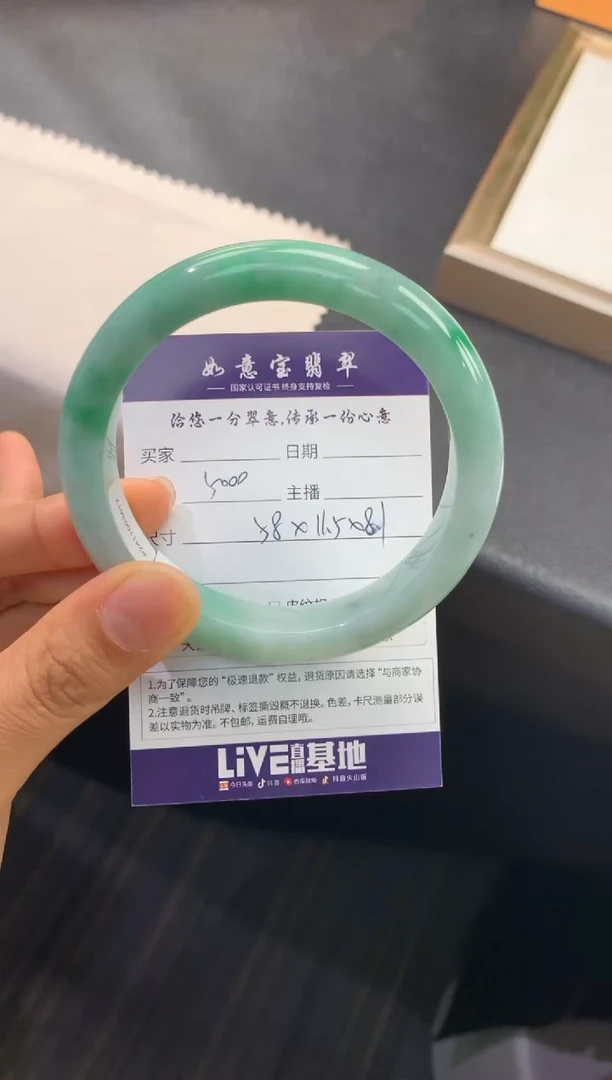 如意宝翡翠
国家认可证书 终身支持复检
给您一分翠意,传承一份心意
买家 日期
5000 主播
寸 58×11.5×8.1
1.为了保障您的“极速退款”权益,退货原因请选择“与商家协
商一致”。
2.注意退货时吊牌、标签撕毁概不退换。色差,卡尺测量部分误
差以实物为准。不包邮,运费自理哦。
LiVE直播基地
今日头条 抖音 西瓜视频 抖音火山版